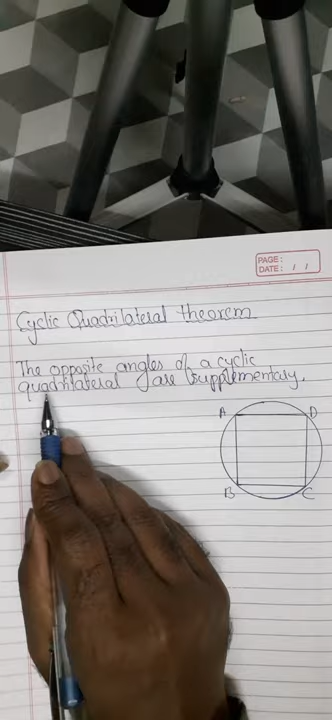 PAGE:
DATE: / /
Cyclic Quadrilateral theorem
The opposite angles of a cyclic
quadrilateral are supplementary.
A D
B C